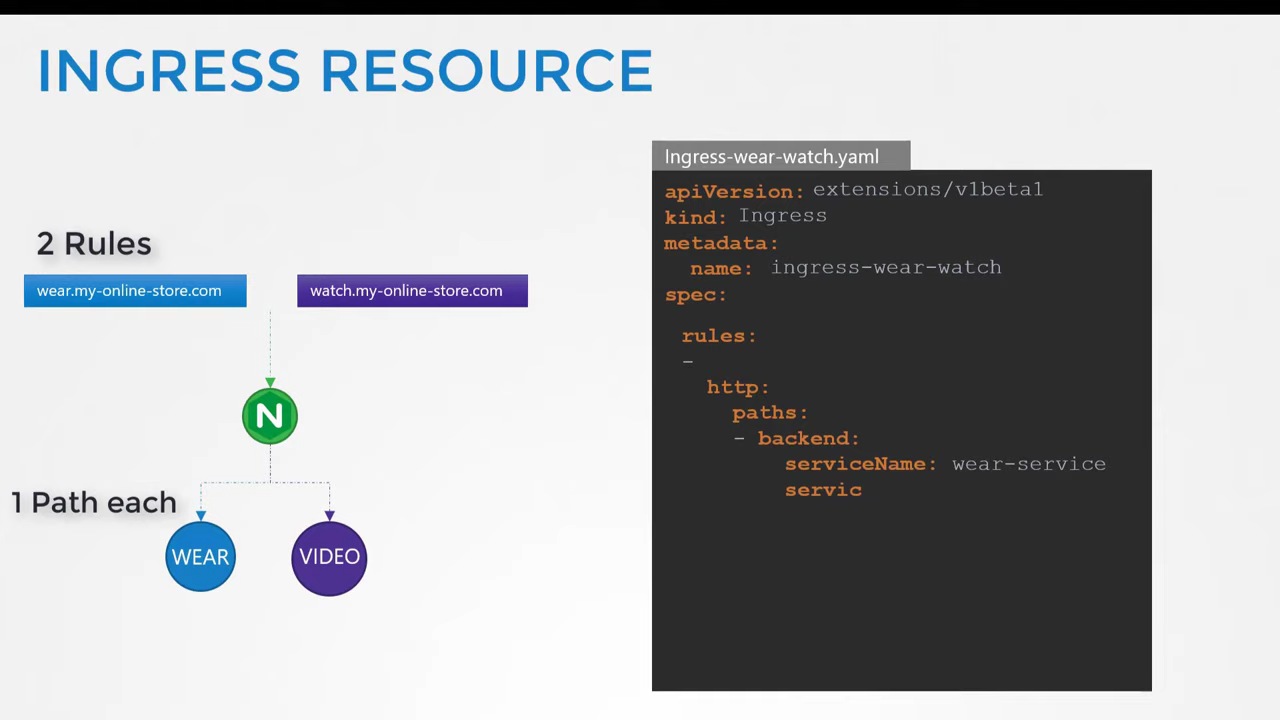 INGRESS RESOURCE
2 Rules
wear.my-online-store.com
watch.my-online-store.com
N
1 Path each
WEAR
VIDEO
Ingress-wear-watch.yaml
apiVersion: extensions/v1beta1
kind: Ingress
metadata:
name: ingress-wear-watch
spec:
rules:
-
http:
paths:
- backend:
serviceName: wear-service
servic